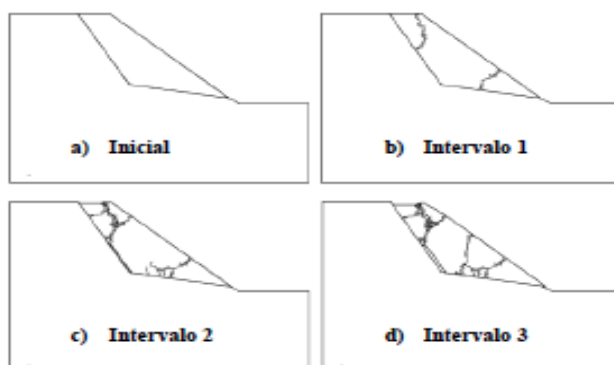 a) Inicial
b) Intervalo 1
c) Intervalo 2
d) Intervalo 3